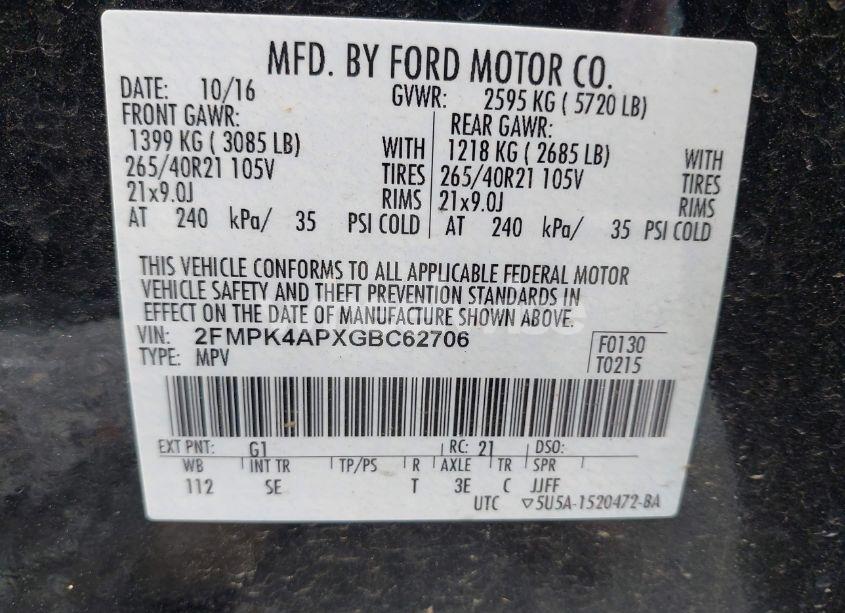 MFD. BY FORD MOTOR CO.
DATE: 10/16 GVWR: 2595 KG ( 5720 LB)
FRONT GAWR: REAR GAWR:
1399 KG ( 3085 LB) WITH 1218 KG ( 2685 LB) WITH
265/40R21 105V TIRES 265/40R21 105V TIRES
21x9.0J RIMS 21x9.0J RIMS
AT 240 kPa/ 35 PSI COLD AT 240 kPa/ 35 PSI COLD
THIS VEHICLE CONFORMS TO ALL APPLICABLE FEDERAL MOTOR
VEHICLE SAFETY AND THEFT PREVENTION STANDARDS IN
EFFECT ON THE DATE OF MANUFACTURE SHOWN ABOVE.
VIN: 2FMPK4APXGBC62706 F0130
TYPE: MPV T0215
EXT PNT: G1 RC: 21 DSO:
WB INT TR TP/PS R AXLE TR SPR
112 SE T 3E C JJFF
UTC ▽5U5A-1520472-BA